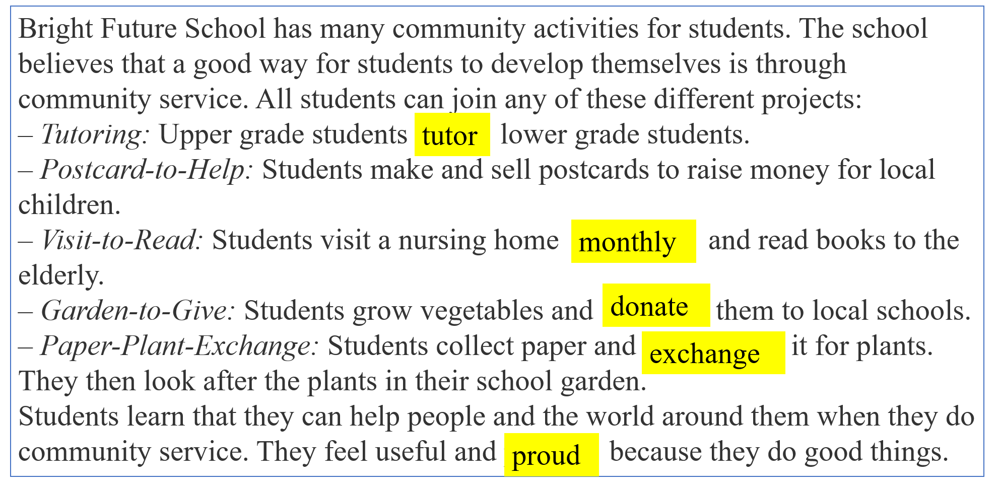 Bright Future School has many community activities for students. The school
believes that a good way for students to develop themselves is through
community service. All students can join any of these different projects:
– Tutoring: Upper grade students tutor lower grade students.
– Postcard-to-Help: Students make and sell postcards to raise money for local
children.
– Visit-to-Read: Students visit a nursing home monthly and read books to the
elderly.
– Garden-to-Give: Students grow vegetables and donate them to local schools.
– Paper-Plant-Exchange: Students collect paper and exchange it for plants.
They then look after the plants in their school garden.
Students learn that they can help people and the world around them when they do
community service. They feel useful and proud because they do good things.